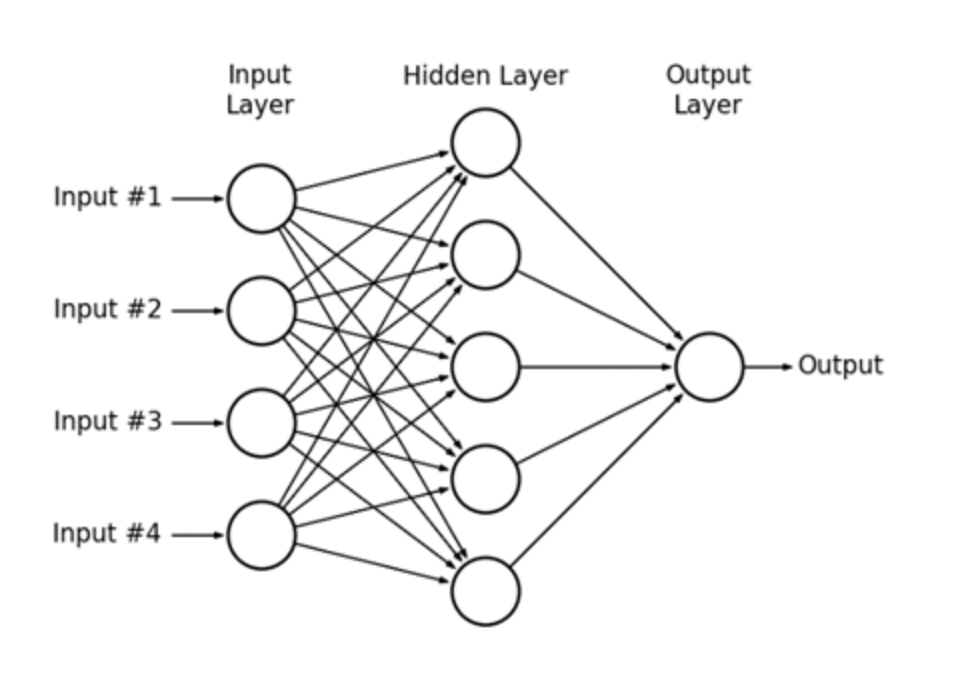 Input
Layer
Hidden Layer
Output
Layer
Input #1
Input #2
Input #3
Input #4
Output